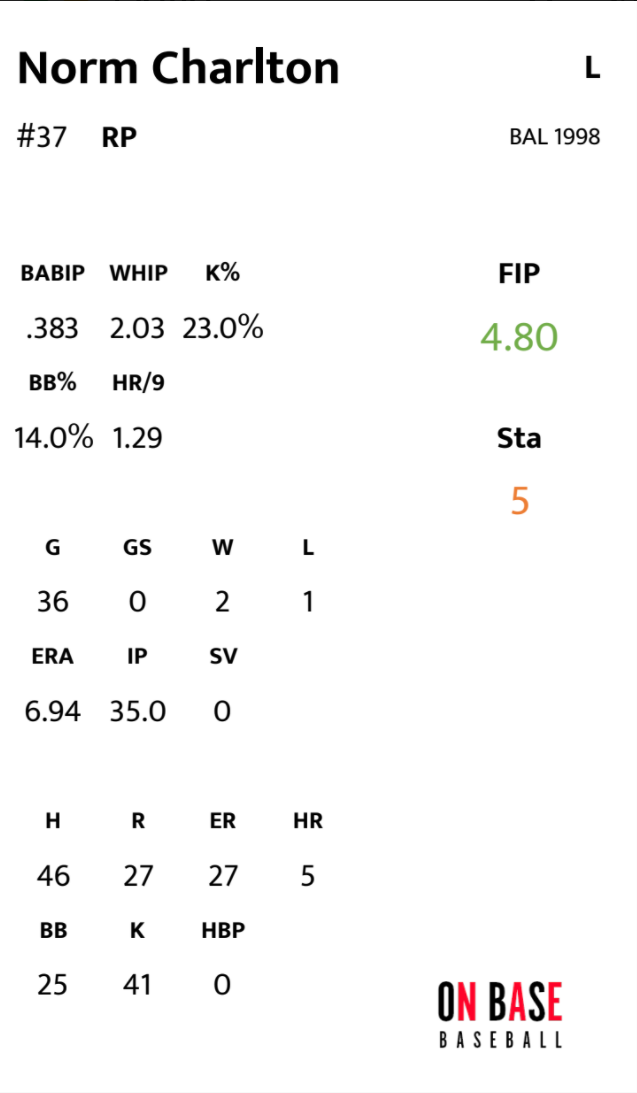 Norm Charlton L
#37 RP BAL 1998
BABIP WHIP K% FIP
.383 2.03 23.0% 4.80
BB% HR/9
14.0% 1.29 Sta
5
G GS W L
36 0 2 1
ERA IP SV
6.94 35.0 0
H R ER HR
46 27 27 5
BB K HBP
25 41 0
ON BASE
BASEBALL